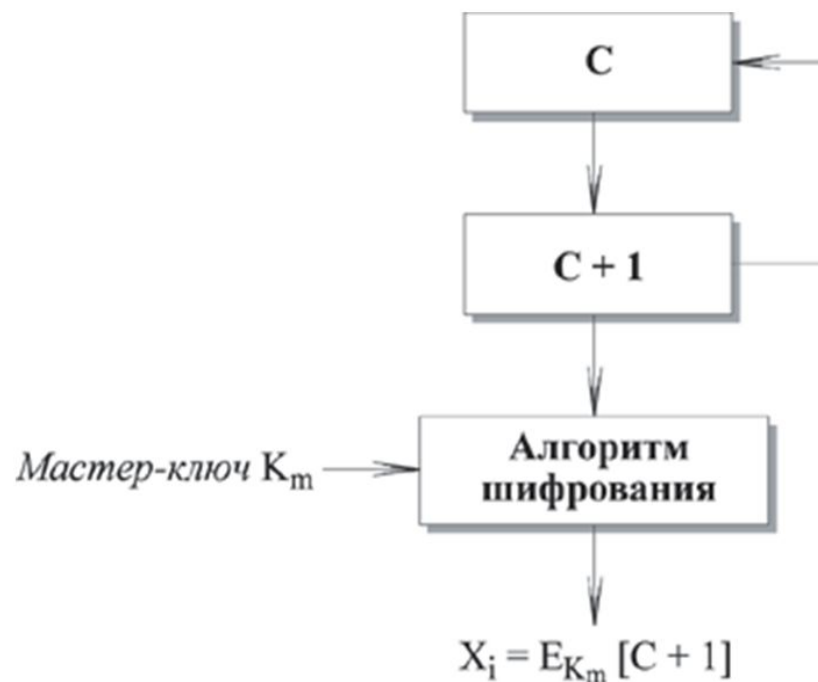 C
C + 1
Алгоритм
шифрования
Мастер-ключ Km
Xi = EKm [C + 1]